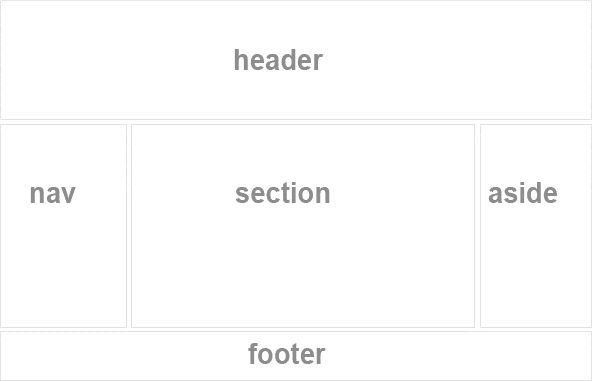 header
nav section aside
footer